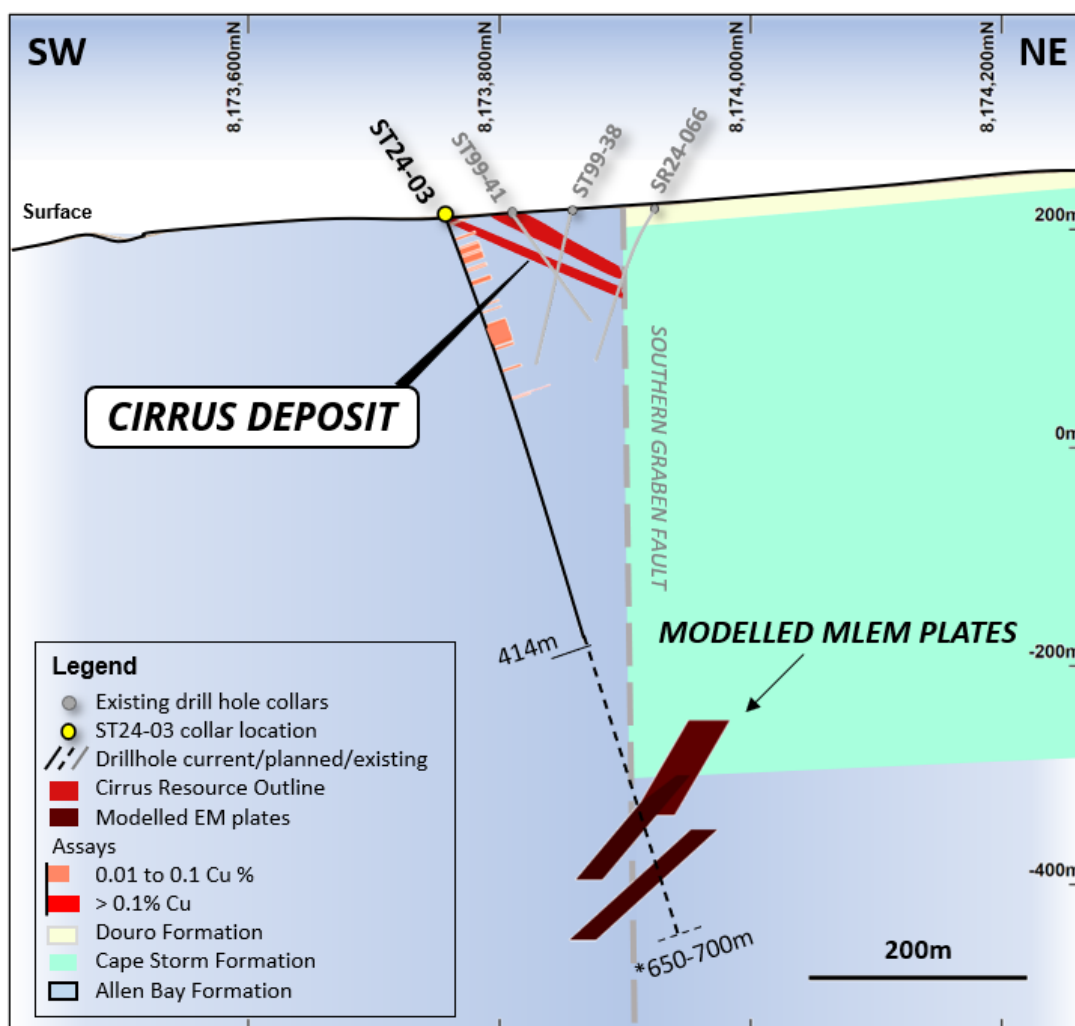 SW
NE
8,173,600mN
8,173,800mN
8,174,000mN
8,174,200mN
ST24-03
ST99-41
ST99-38
SR24-066
Surface
200m
SOUTHERN GRABEN FAULT
CIRRUS DEPOSIT
0m
MODELLED MLEM PLATES
414m
-200m
Legend
Existing drill hole collars
ST24-03 collar location
Drillhole current/planned/existing
Cirrus Resource Outline
Modelled EM plates
Assays
0.01 to 0.1 Cu %
> 0.1% Cu
Douro Formation
Cape Storm Formation
Allen Bay Formation
-400m
*650-700m
200m